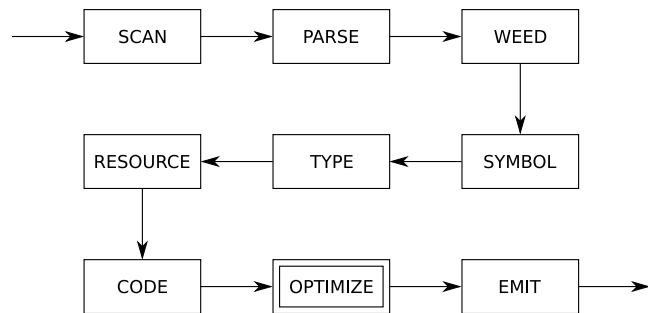 SCAN
PARSE
WEED
RESOURCE
TYPE
SYMBOL
CODE
OPTIMIZE
EMIT